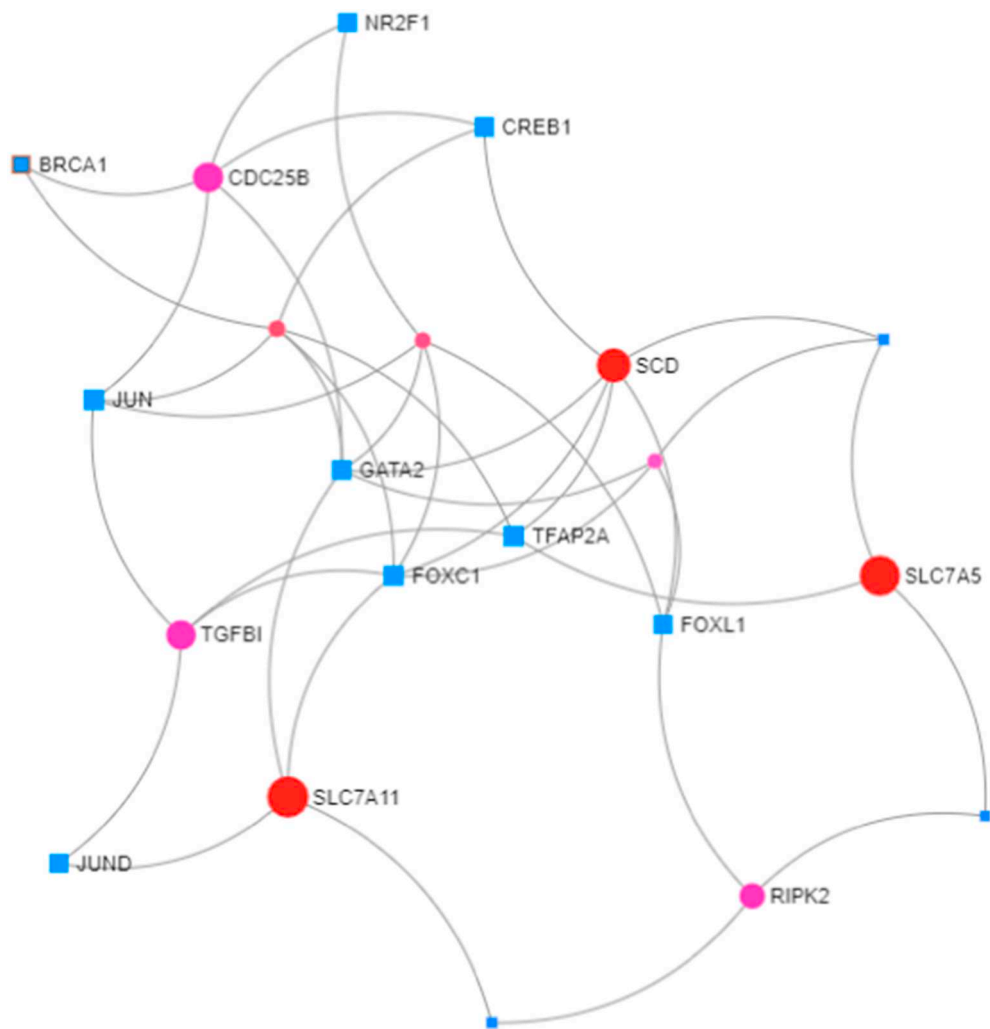 NR2F1
CREB1
BRCA1
CDC25B
SCD
JUN
GATA2
TFAP2A
FOXC1
SLC7A5
FOXL1
TGFBI
SLC7A11
JUND
RIPK2